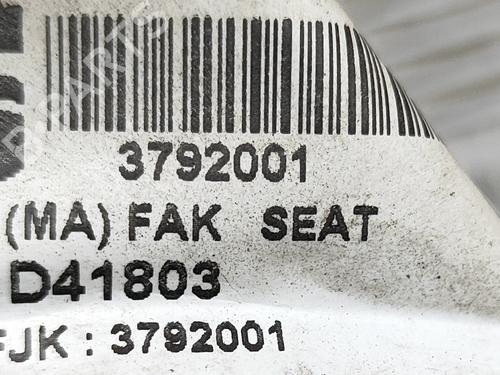 3792001
(MA) FAK SEAT
D41803
FJK : 3792001